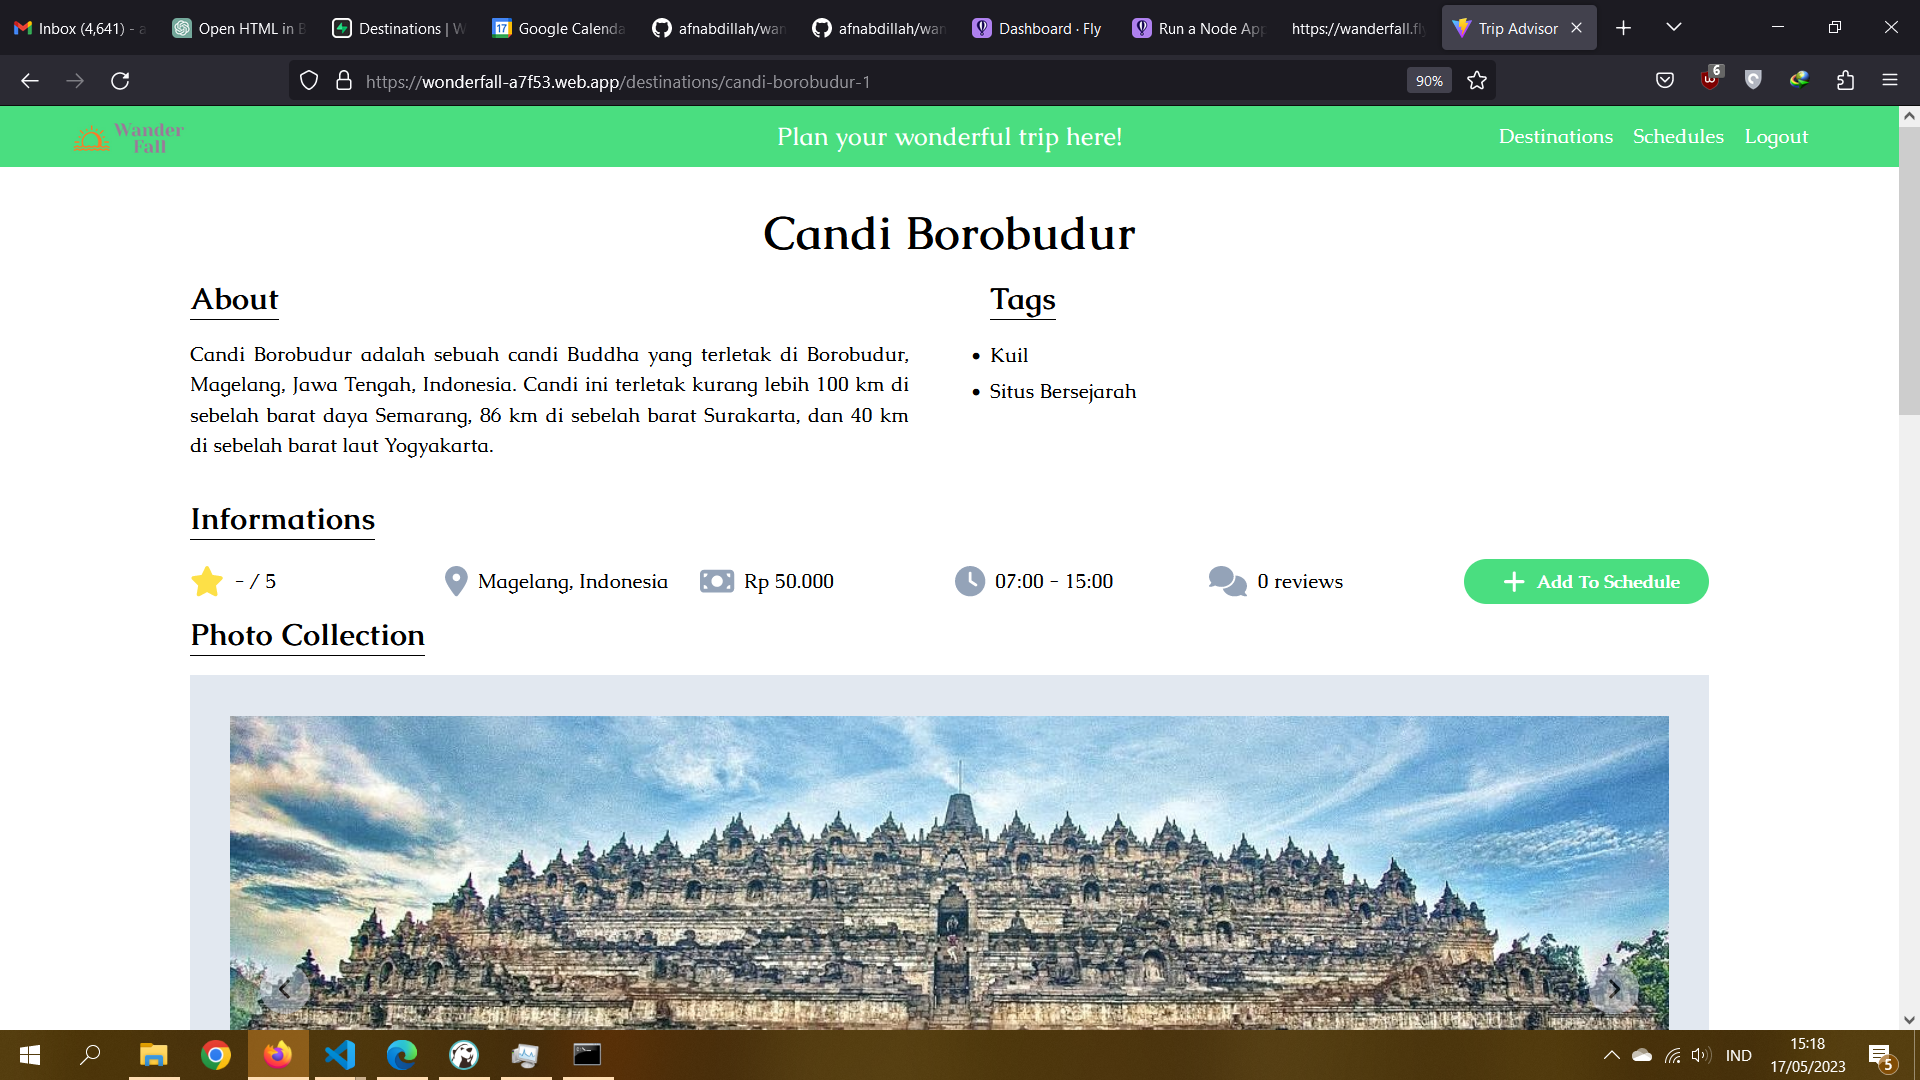 Inbox (4,641) - a
Open HTML in B
Destinations | W
Google Calenda
afnabdillah/wan
afnabdillah/wan
Dashboard · Fly
Run a Node App
https://wanderfall.fly
Trip Advisor
https://wonderfall-a7f53.web.app/destinations/candi-borobudur-1
90%
6
Wander
Fall
Plan your wonderful trip here!
Destinations
Schedules
Logout
Candi Borobudur
About
Candi Borobudur adalah sebuah candi Buddha yang terletak di Borobudur,
Magelang, Jawa Tengah, Indonesia. Candi ini terletak kurang lebih 100 km di
sebelah barat daya Semarang, 86 km di sebelah barat Surakarta, dan 40 km
di sebelah barat laut Yogyakarta.
Tags
Kuil
Situs Bersejarah
Informations
- / 5
Magelang, Indonesia
Rp 50.000
07:00 - 15:00
0 reviews
Add To Schedule
Photo Collection
IND
15:18
17/05/2023
5